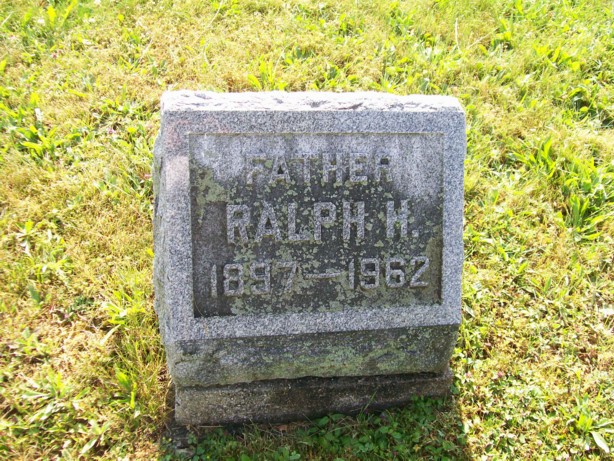 FATHER
RALPH H.
1897—1962